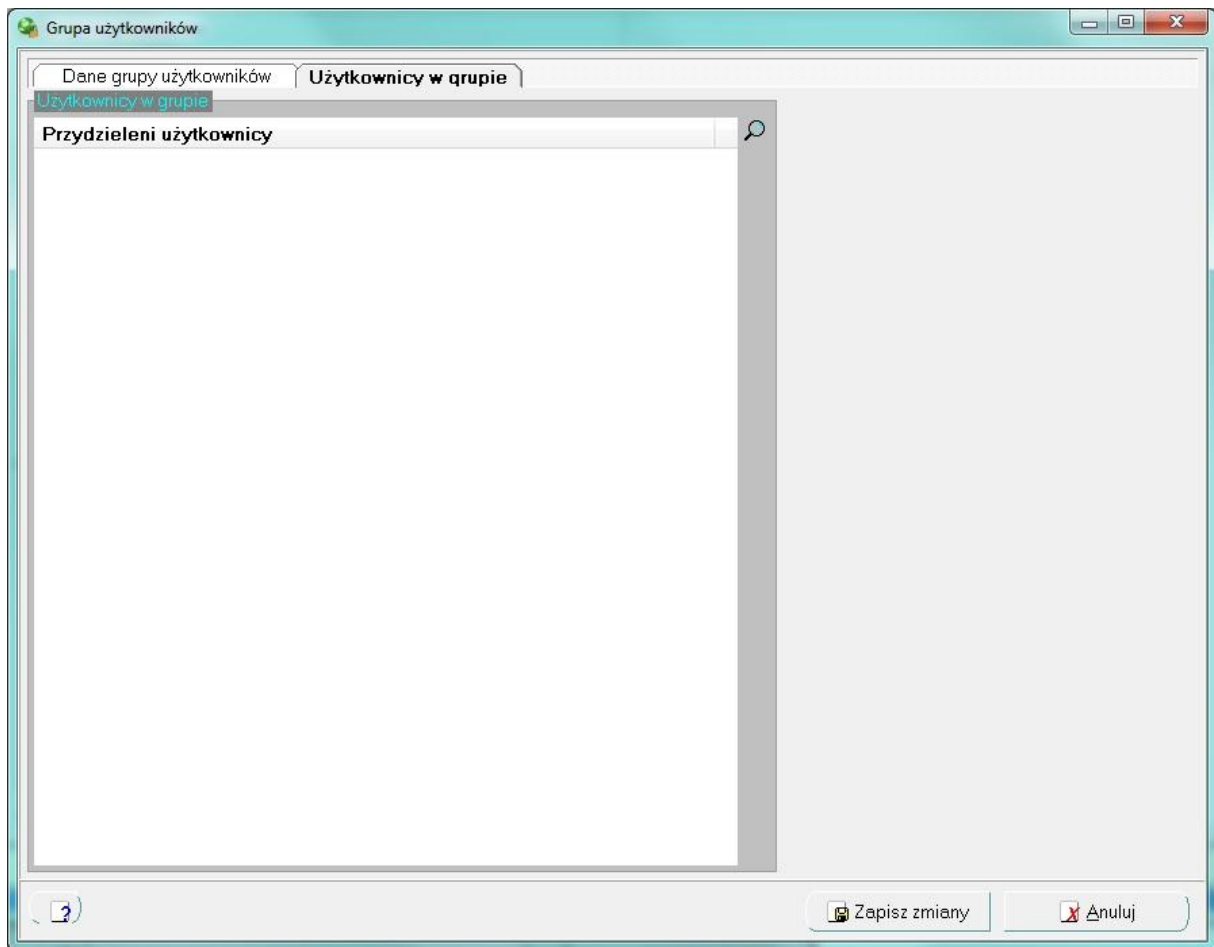 Grupa użytkowników
Dane grupy użytkowników
Użytkownicy w grupie
Użytkownicy w grupie
Przydzieleni użytkownicy
Zapisz zmiany
Anuluj